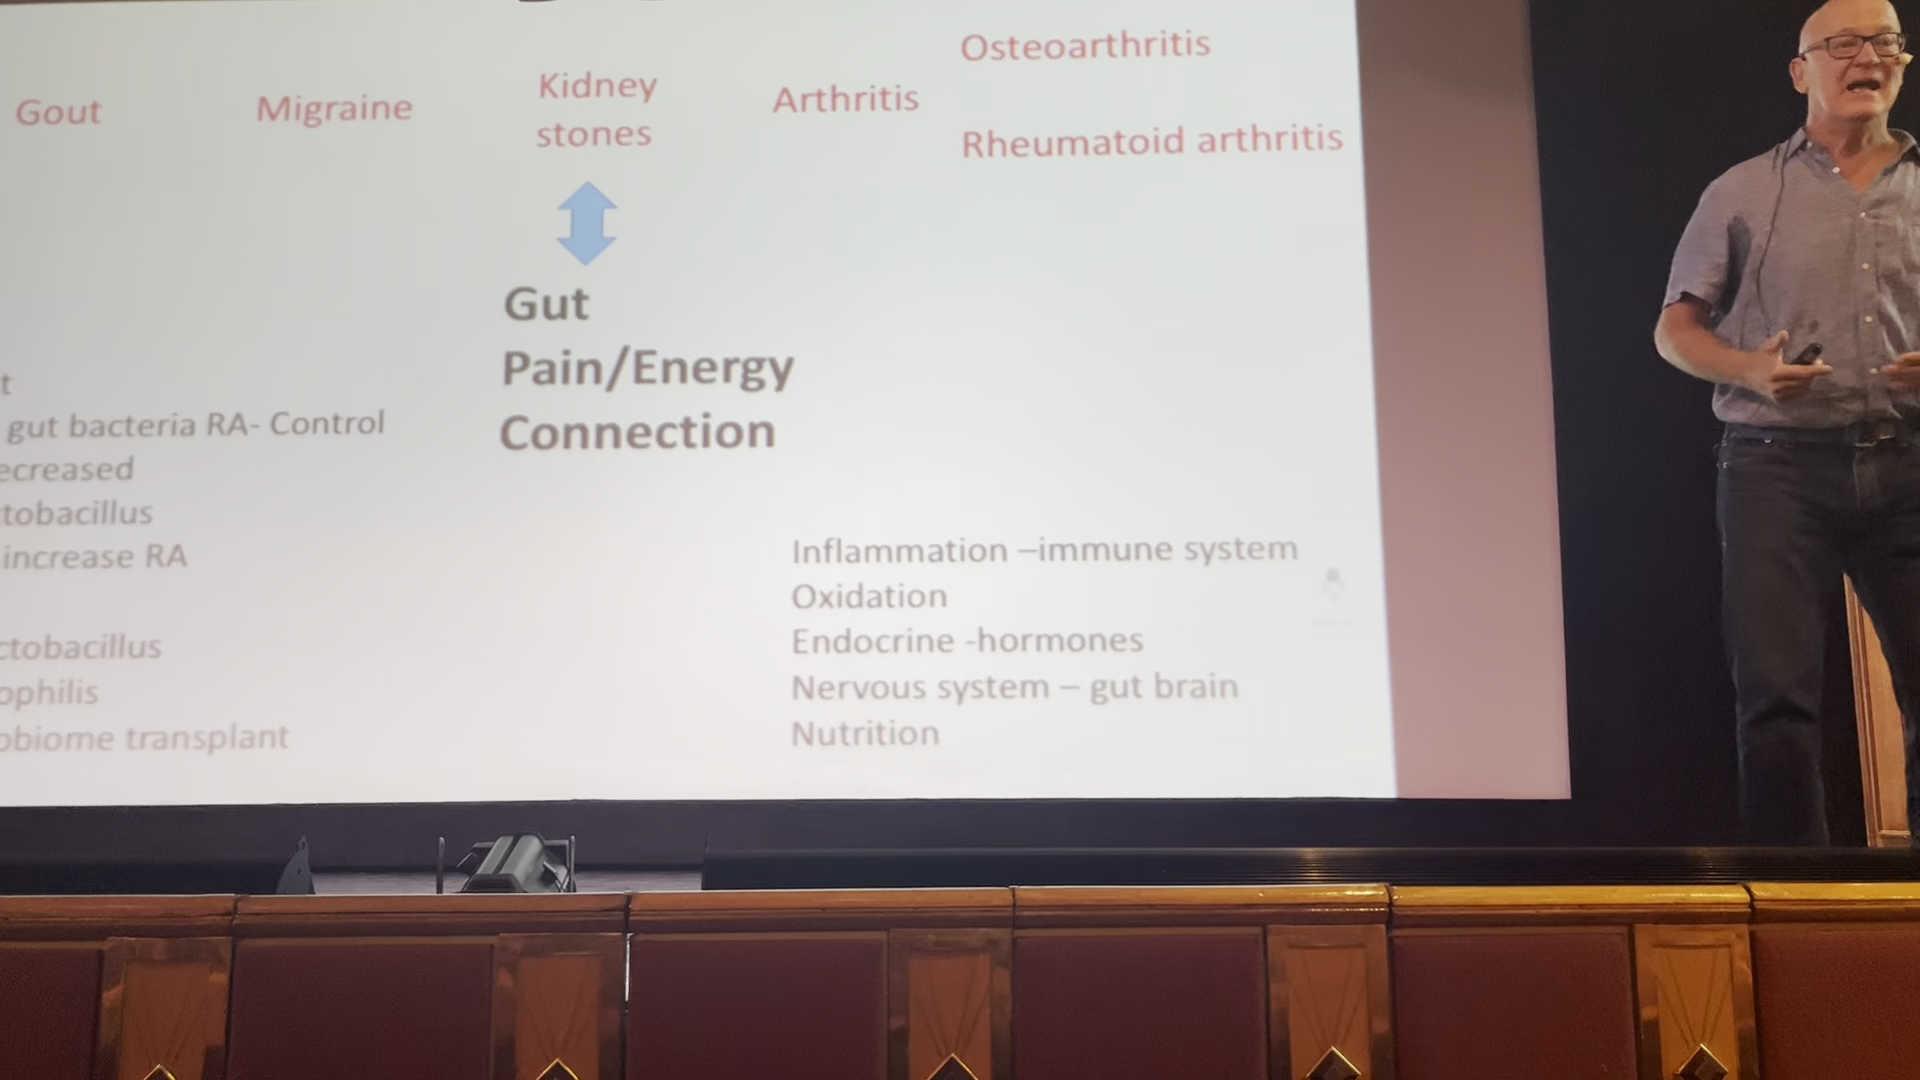 Osteoarthritis
Gout
Migraine
Kidney
stones
Arthritis
Rheumatoid arthritis
Gut
Pain/Energy
Connection
t
gut bacteria RA- Control
ecreased
tobacillus
increase RA
ctobacillus
ophilis
obiome transplant
Inflammation –immune system
Oxidation
Endocrine -hormones
Nervous system – gut brain
Nutrition